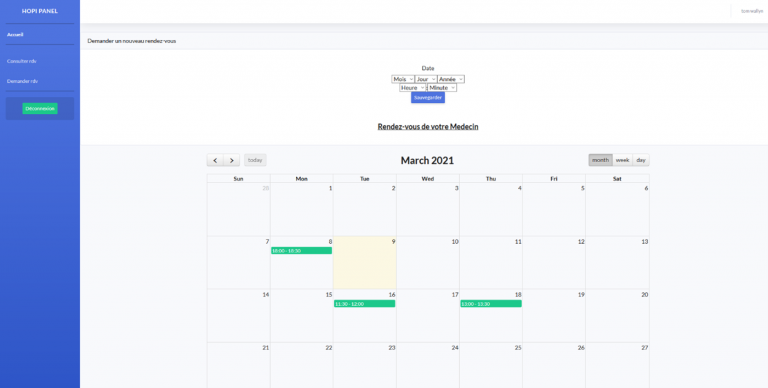 HOPI PANEL
Accueil
Consulter rdv
Demander rdv
Déconnexion
Demander un nouveau rendez-vous
Date
Mois Jour Année
Heure Minute
Sauvegarder
Rendez-vous de votre Medecin
today
March 2021
month week day
Sun Mon Tue Wed Thu Fri Sat
28 1 2 3 4 5 6
7 8 9 10 11 12 13
10:00 - 10:30
14 15 16 17 18 19 20
11:30 - 12:00 13:00 - 13:30
21 22 23 24 25 26 27